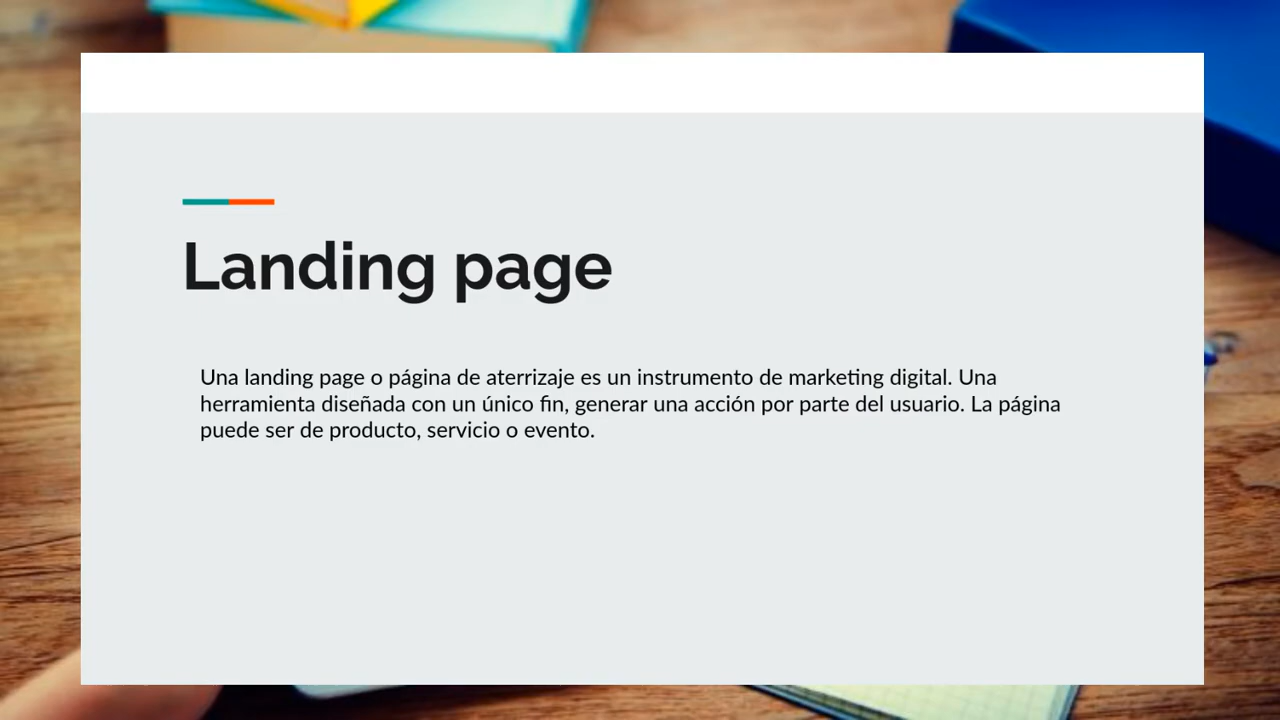 Landing page
Una landing page o página de aterrizaje es un instrumento de marketing digital. Una
herramienta diseñada con un único fin, generar una acción por parte del usuario. La página
puede ser de producto, servicio o evento.